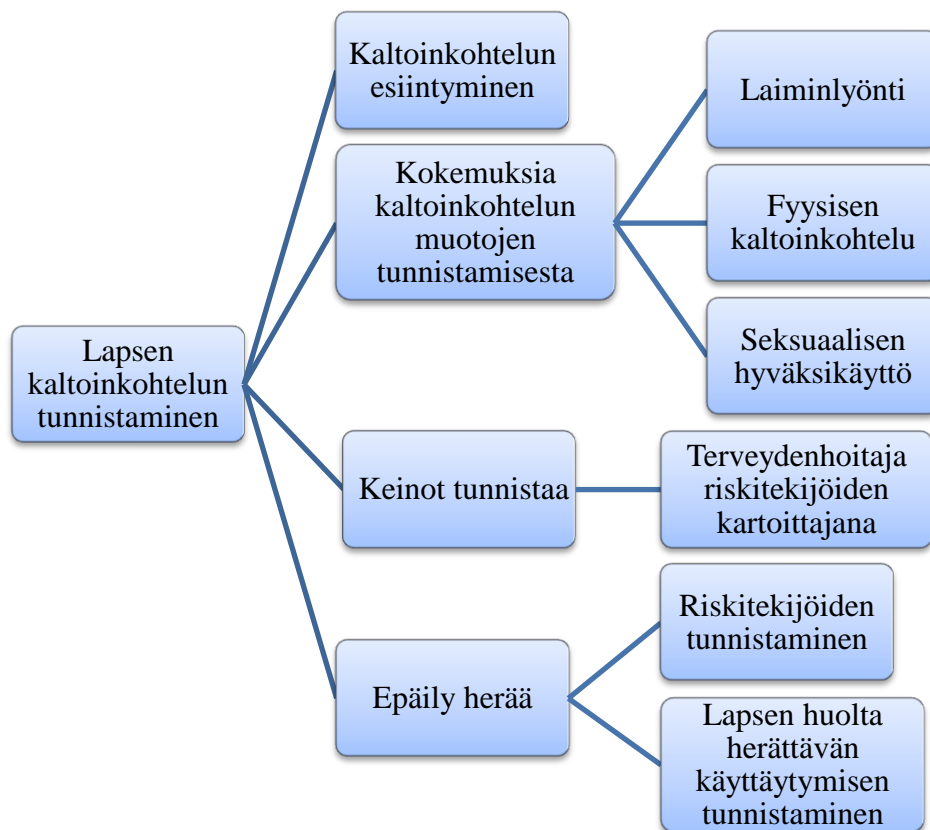 Lapsen
kaltoinkohtelun
tunnistaminen
Kaltoinkohtelun
esiintyminen
Kokemuksia
kaltoinkohtelun
muotojen
tunnistamisesta
Laiminlyönti
Fyysisen
kaltoinkohtelu
Seksuaalisen
hyväksikäyttö
Keinot tunnistaa
Terveydenhoitaja
riskitekijöiden
kartoittajana
Epäily herää
Riskitekijöiden
tunnistaminen
Lapsen huolta
herättävän
käyttäytymisen
tunnistaminen